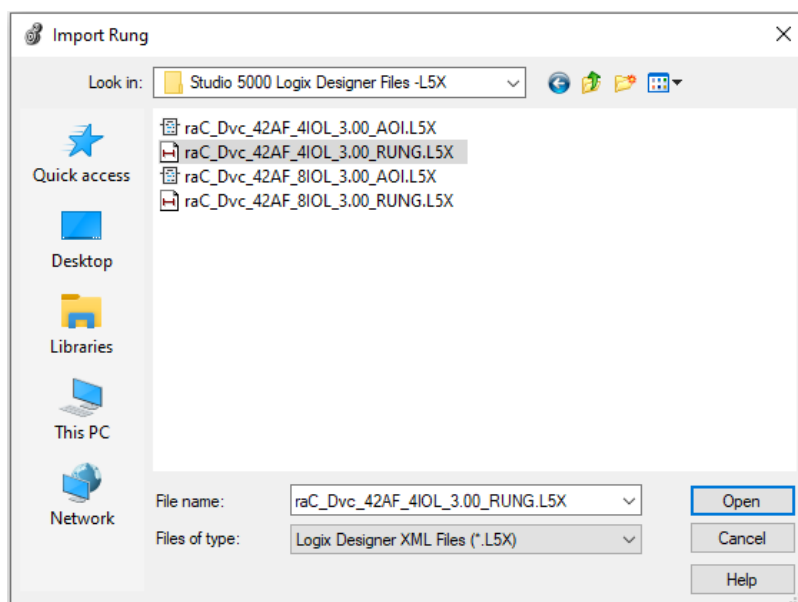 Import Rung
Look in: Studio 5000 Logix Designer Files -L5X
raC_Dvc_42AF_4IOL_3.00_AOI.L5X
raC_Dvc_42AF_4IOL_3.00_RUNG.L5X
raC_Dvc_42AF_8IOL_3.00_AOI.L5X
raC_Dvc_42AF_8IOL_3.00_RUNG.L5X
Quick access
Desktop
Libraries
This PC
Network
File name: raC_Dvc_42AF_4IOL_3.00_RUNG.L5X Open
Files of type: Logix Designer XML Files (*.L5X) Cancel
Help